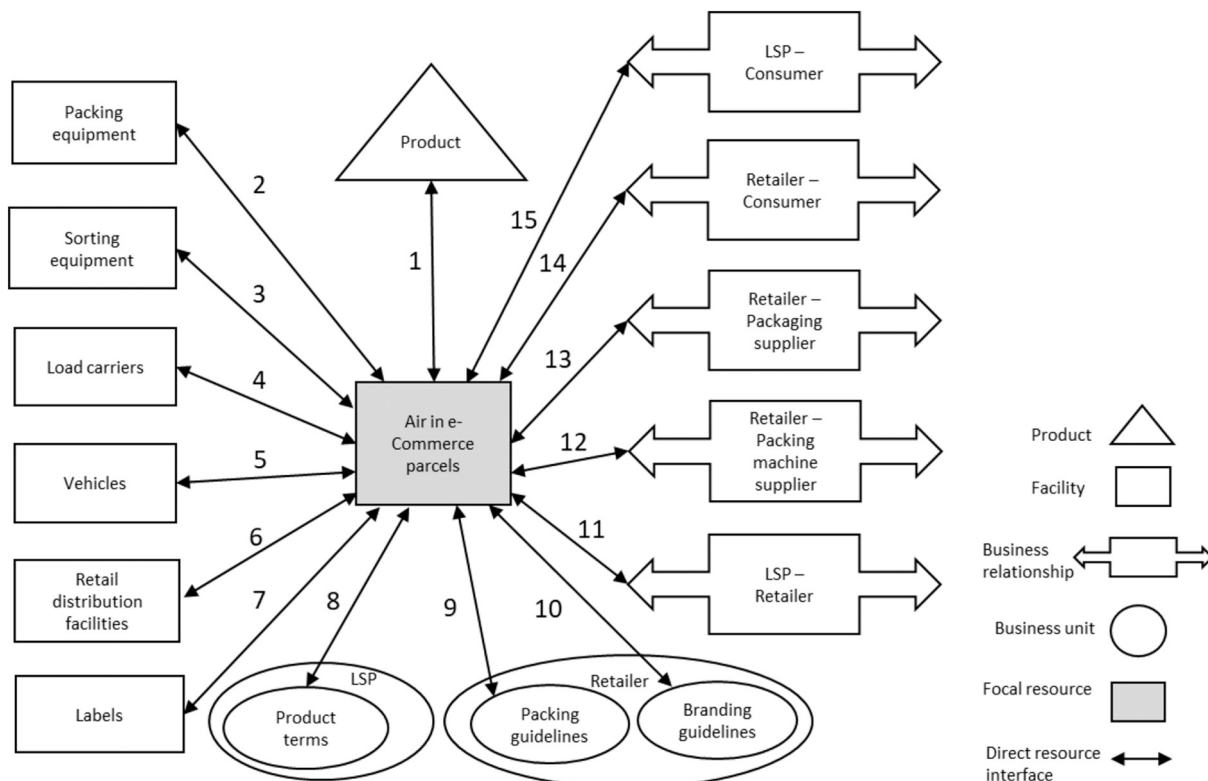 Packing
equipment
Sorting
equipment
Load carriers
Vehicles
Retail
distribution
facilities
Labels
Product
2
3
4
5
6
7
1
15
14
13
12
11
8
9
10
Air in e-
Commerce
parcels
LSP
Product
terms
Retailer
Packing
guidelines
Branding
guidelines
LSP –
Consumer
Retailer –
Consumer
Retailer –
Packaging
supplier
Retailer –
Packing
machine
supplier
LSP –
Retailer
Product
Facility
Business
relationship
Business unit
Focal resource
Direct resource
interface